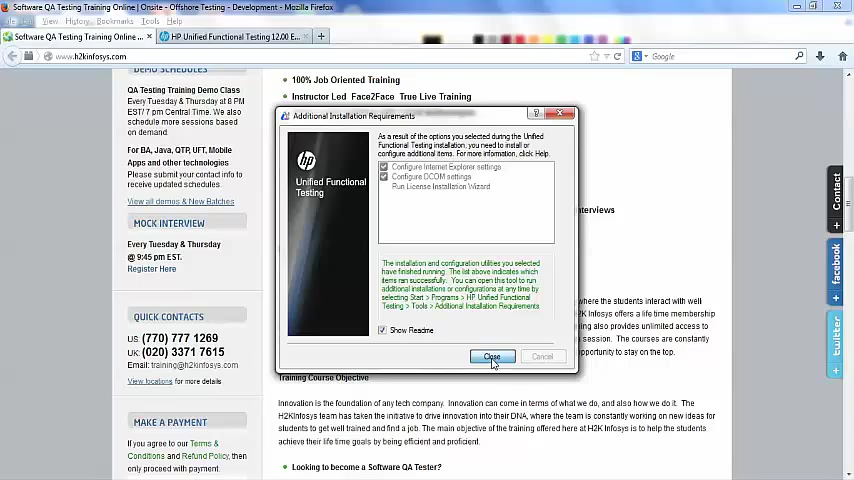 Software QA Testing Training Online | Onsite - Offshore Testing - Development - Mozilla Firefox
View History Bookmarks Tools Help
Software QA Testing Training Online ... HP Unified Functional Testing 12.00 E...
www.h2kinfosys.com
Google
DEMO SCHEDULES
QA Testing Training Demo Class
Every Tuesday & Thursday at 8 PM
EST/ 7 pm Central Time. We also
schedule more sessions based
on demand.
For BA, Java, QTP, UFT, Mobile
Apps and other technologies
Please submit your contact info to
receive updated schedules.
View all demos & New Batches
MOCK INTERVIEW
Every Tuesday & Thursday
@ 9:45 pm EST.
Register Here
QUICK CONTACTS
US: (770) 777 1269
UK: (020) 3371 7615
Email: training@h2kinfosys.com
View locations for more details
MAKE A PAYMENT
If you agree to our Terms &
Conditions and Refund Policy, then
only proceed with payment.
100% Job Oriented Training
Instructor Led Face2Face True Live Training
Additional Installation Requirements
hp
Unified Functional
Testing
As a result of the options you selected during the Unified
Functional Testing installation, you need to install or
configure additional items. For more information, click Help.
Configure Internet Explorer settings
Configure DCOM settings
Run License Installation Wizard
The installation and configuration utilities you selected
have finished running. The list above indicates which
items ran successfully. You can open this tool to run
additional installations or configurations at any time by
selecting Start > Programs > HP Unified Functional
Testing > Tools > Additional Installation Requirements
Show Readme
Close Cancel
nterviews
where the students interact with well
K Infosys offers a life time membership
ing also provides unlimited access to
session. The courses are constantly
pportunity to stay on the top.
Training Course Objective
Innovation is the foundation of any tech company. Innovation can come in terms of what we do, and also how we do it. The
H2KInfosys team has taken the initiative to drive innovation into their DNA, where the team is constantly working on new ideas for
students to get well trained and find a job. The main objective of the training offered here at H2K Infosys is to help the students
achieve their life time goals by being efficient and proficient.
Looking to become a Software QA Tester?
Contact
facebook
twitter